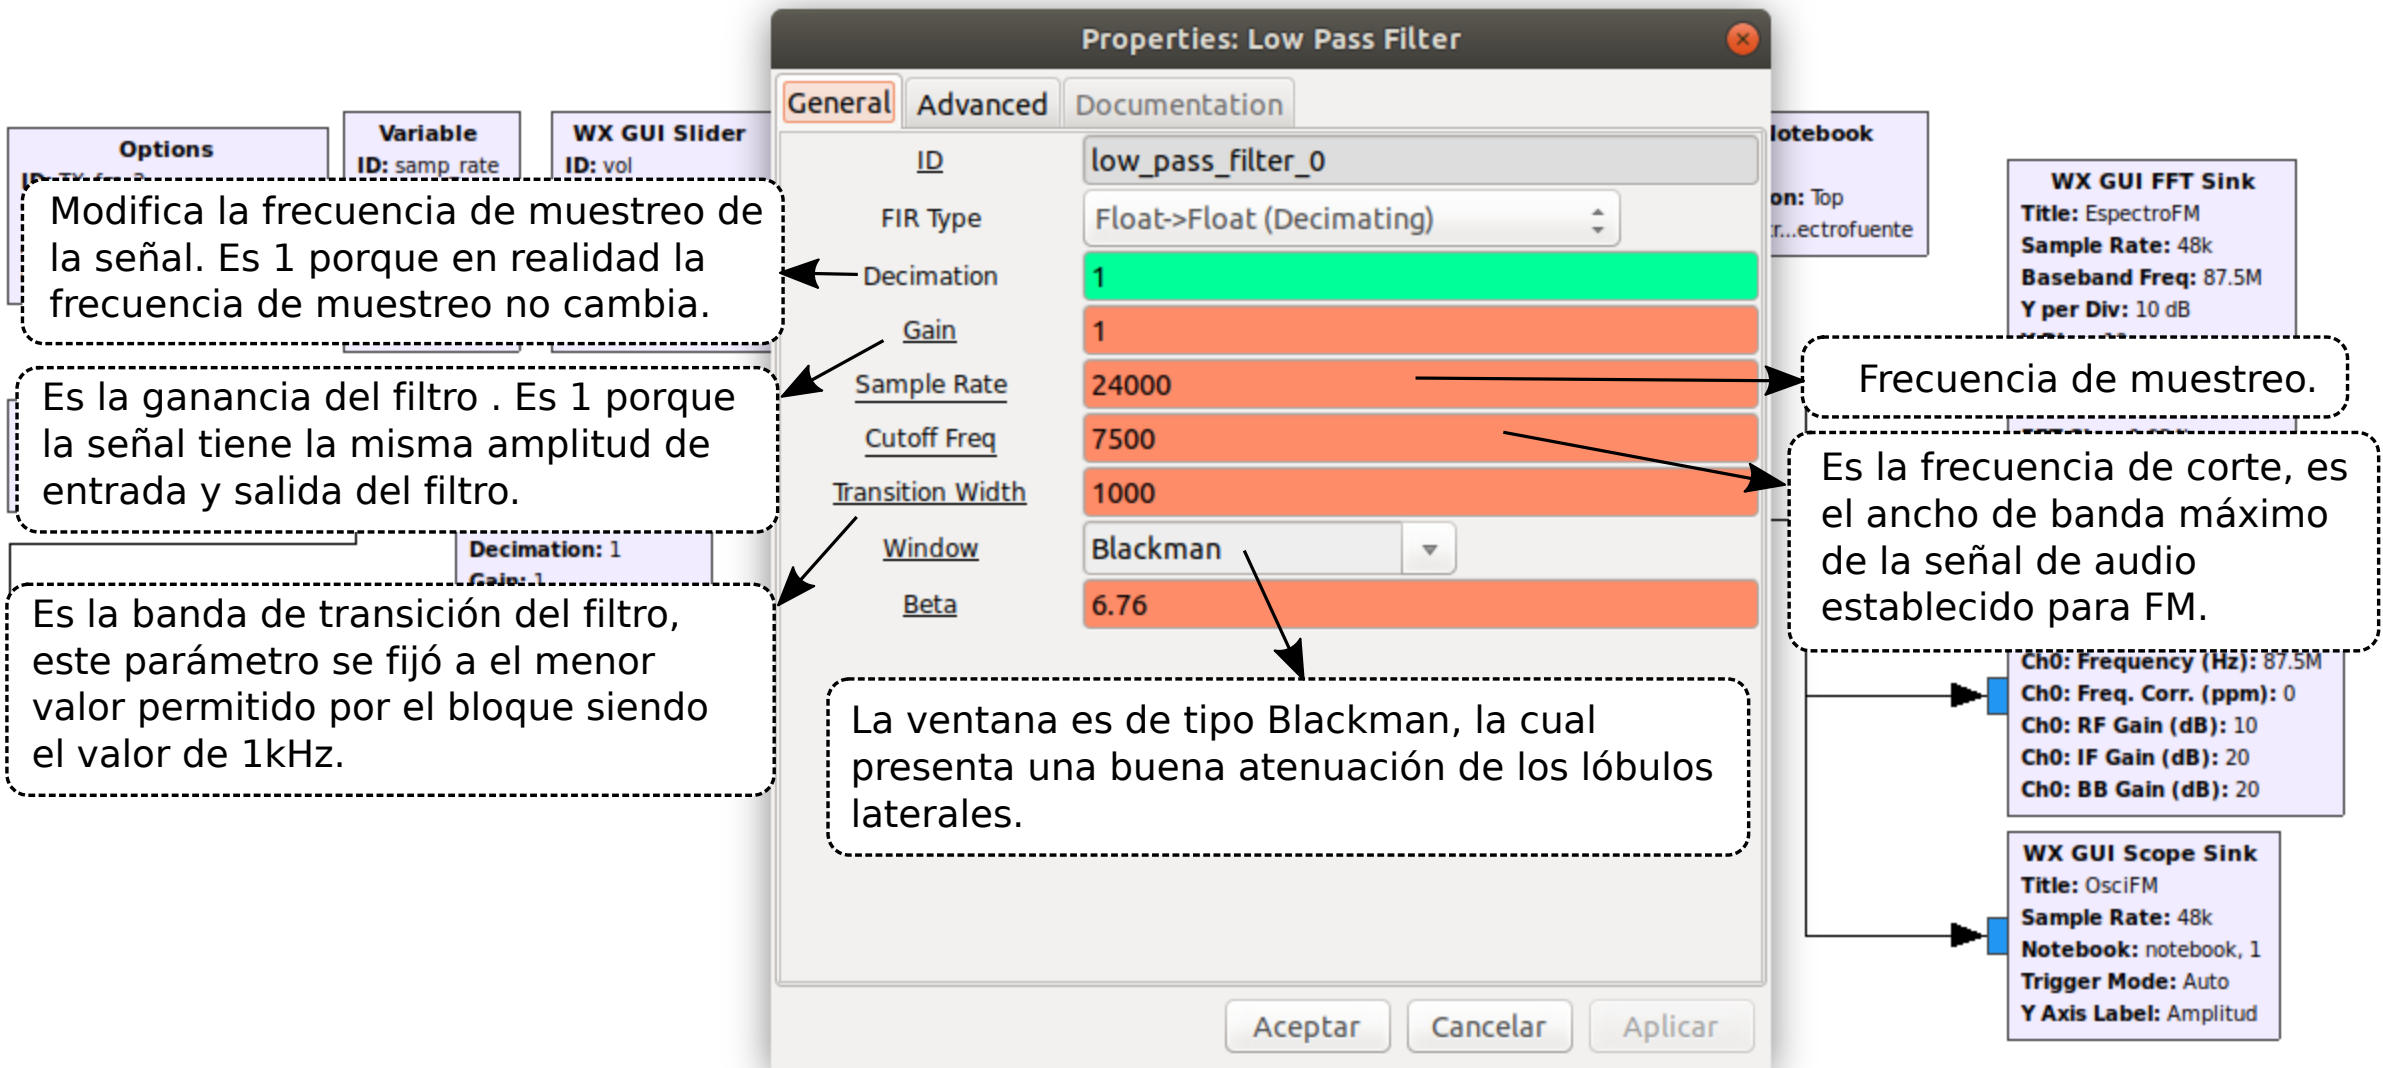 Properties: Low Pass Filter
General
Advanced
Documentation
Options
Variable
ID: samp_rate
WX GUI Slider
ID: vol
Modifica la frecuencia de muestreo de
la señal. Es 1 porque en realidad la
frecuencia de muestreo no cambia.
Es la ganancia del filtro . Es 1 porque
la señal tiene la misma amplitud de
entrada y salida del filtro.
Decimation: 1
Gain: 1
Es la banda de transición del filtro,
este parámetro se fijó a el menor
valor permitido por el bloque siendo
el valor de 1kHz.
ID
low_pass_filter_0
FIR Type
Float->Float (Decimating)
Decimation
1
Gain
1
Sample Rate
24000
Cutoff Freq
7500
Transition Width
1000
Window
Blackman
Beta
6.76
La ventana es de tipo Blackman, la cual
presenta una buena atenuación de los lóbulos
laterales.
Aceptar
Cancelar
Aplicar
lotebook
on: Top
r...ectrofuente
WX GUI FFT Sink
Title: EspectroFM
Sample Rate: 48k
Baseband Freq: 87.5M
Y per Div: 10 dB
Frecuencia de muestreo.
Es la frecuencia de corte, es
el ancho de banda máximo
de la señal de audio
establecido para FM.
Ch0: Frequency (Hz): 87.5M
Ch0: Freq. Corr. (ppm): 0
Ch0: RF Gain (dB): 10
Ch0: IF Gain (dB): 20
Ch0: BB Gain (dB): 20
WX GUI Scope Sink
Title: OsciFM
Sample Rate: 48k
Notebook: notebook, 1
Trigger Mode: Auto
Y Axis Label: Amplitud